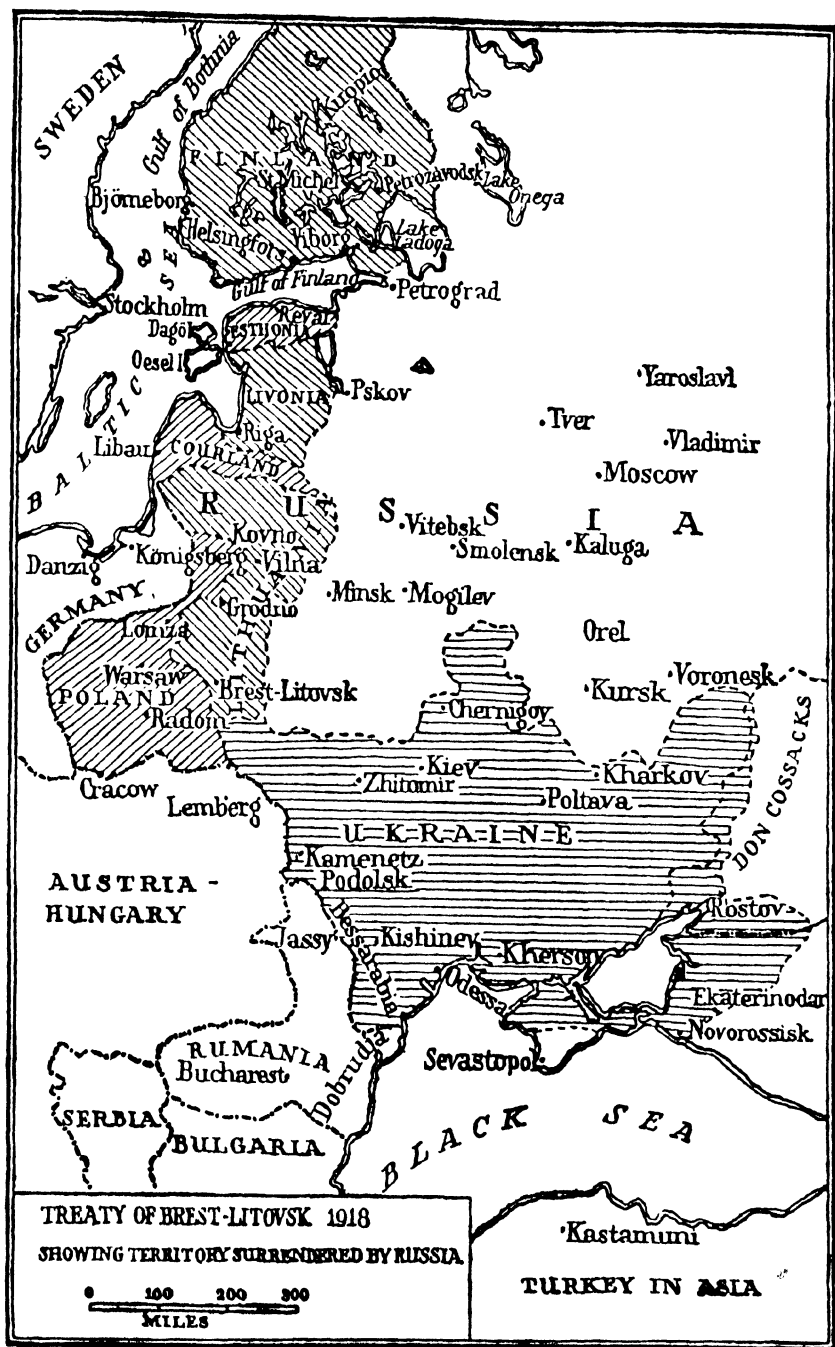 SWEDEN
Gulf of Bothnia
Kuopio
FINLAND
St Michel
Petrozavodsk
Lake Onega
Björneborg
Helsingfors
Viborg
Lake Ladoga
&
SEA
Gulf of Finland
Petrograd
Stockholm
Reval
Dagö I.
ESTHONIA
Oesel I.
Yaroslavl
LIVONIA
Pskov
BALTIC
Tver
Riga
Vladimir
Libau
COURLAND
Moscow
RUSSIA
Vitebsk
Kovno
Smolensk
Kaluga
Danzig
Königsberg
Vilna
LITHUANIA
GERMANY
Grodno
Minsk
Mogilev
Lomza
Orel
Warsaw
POLAND
Brest-Litovsk
Voronesk
Kursk
Radom
Chernigov
DON COSSACKS
Cracow
Kiev
Kharkov
Lemberg
Zhitomir
Poltava
UKRAINE
Kamenetz
Podolsk
AUSTRIA-
HUNGARY
Rostov
Jassy
Bessarabia
Kishinev
Kherson
Odessa
Ekaterinodar
Novorossisk
RUMANIA
Bucharest
Dobrudja
Sevastopol
SERBIA
BULGARIA
BLACK SEA
TREATY OF BREST-LITOVSK 1918
SHOWING TERRITORY SURRENDERED BY RUSSIA
0 100 200 300
MILES
Kastamuni
TURKEY IN ASIA